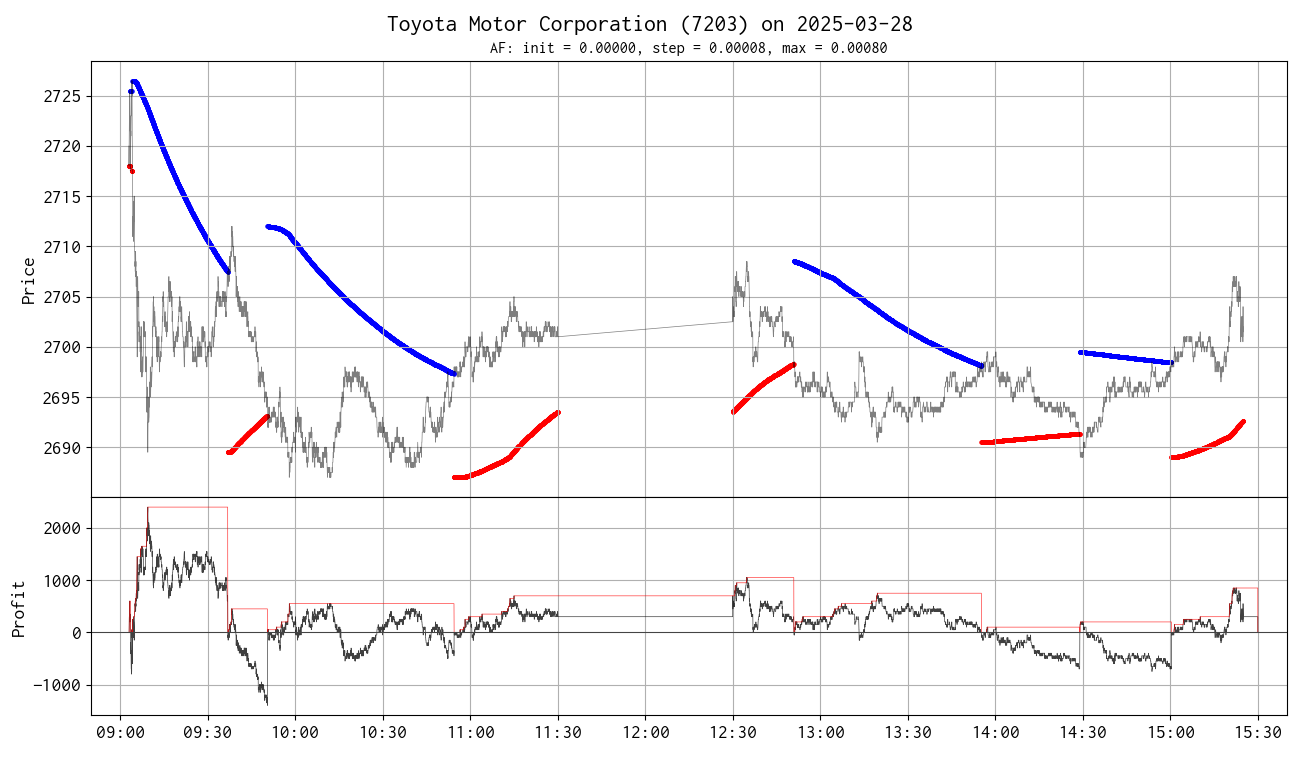 Toyota Motor Corporation (7203) on 2025-03-28
AF: init = 0.00000, step = 0.00008, max = 0.00080
Price
2725
2720
2715
2710
2705
2700
2695
2690
Profit
2000
1000
0
−1000
09:00 09:30 10:00 10:30 11:00 11:30 12:00 12:30 13:00 13:30 14:00 14:30 15:00 15:30